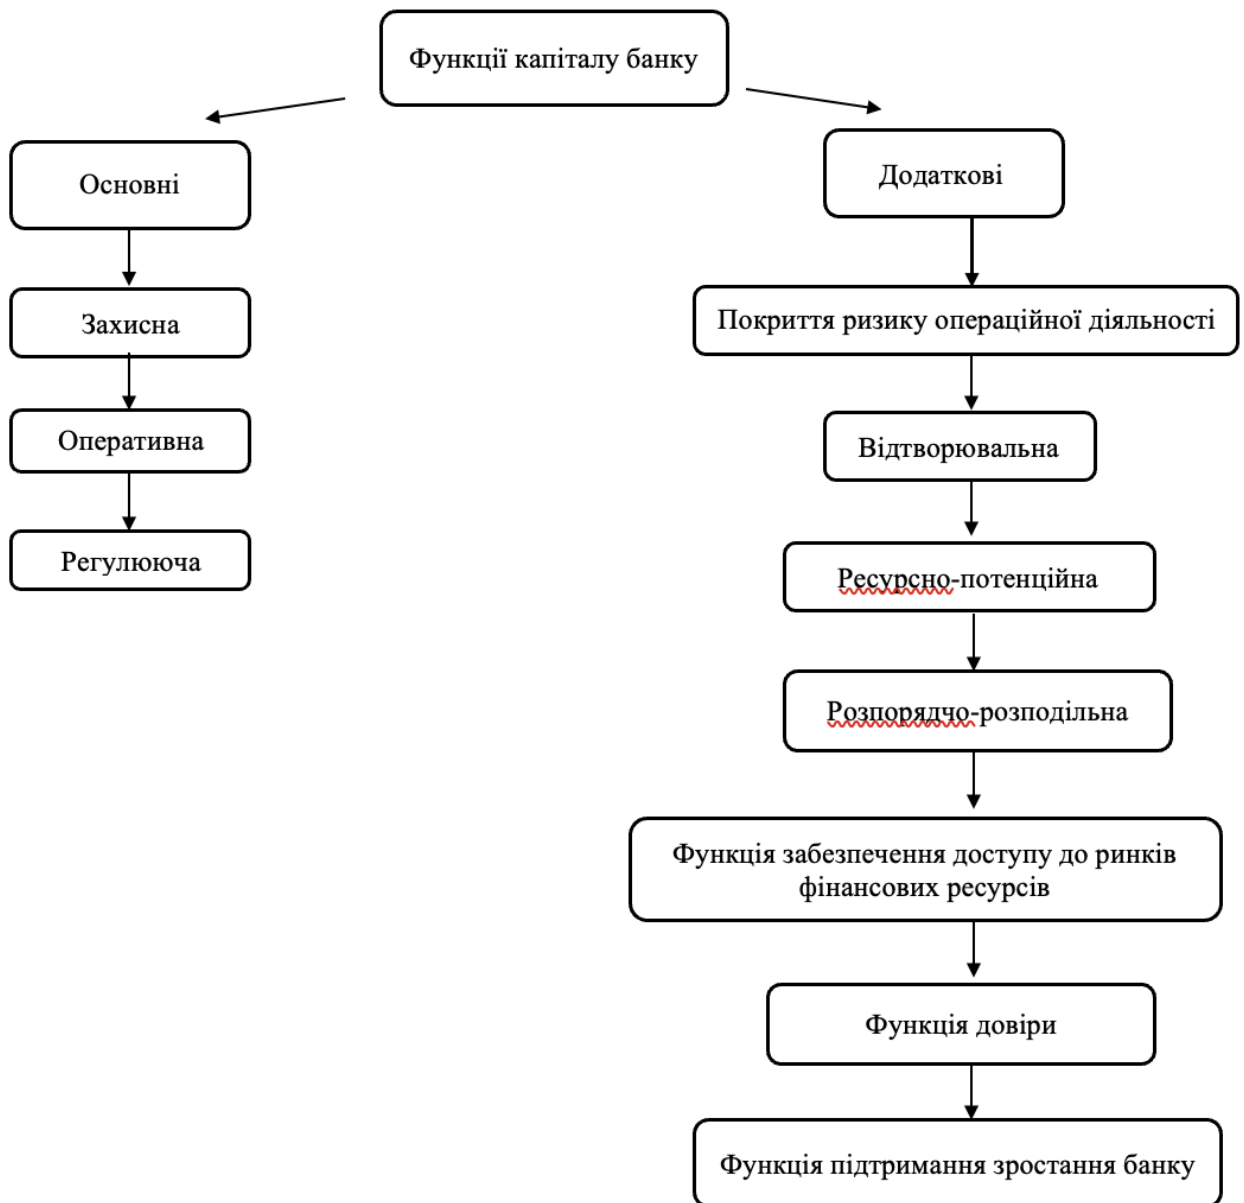 Функції капіталу банку
Основні
Захисна
Оперативна
Регулююча
Додаткові
Покриття ризику операційної діяльності
Відтворювальна
Ресурсно-потенційна
Розпорядчо-розподільна
Функція забезпечення доступу до ринків
фінансових ресурсів
Функція довіри
Функція підтримання зростання банку